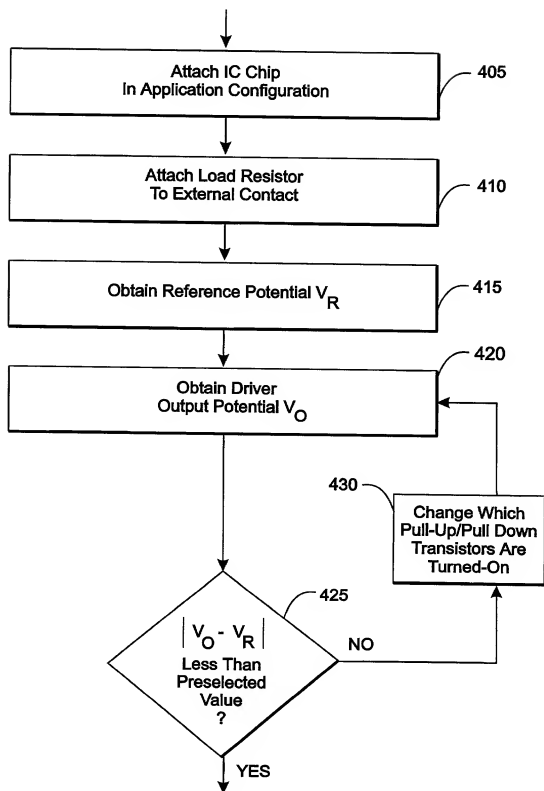 Attach IC Chip
In Application Configuration
405
Attach Load Resistor
To External Contact
410
Obtain Reference Potential VR
415
420
Obtain Driver
Output Potential VO
430
Change Which
Pull-Up/Pull Down
Transistors Are
Turned-On
425
| VO - VR |
Less Than
Preselected
Value
?
NO
YES